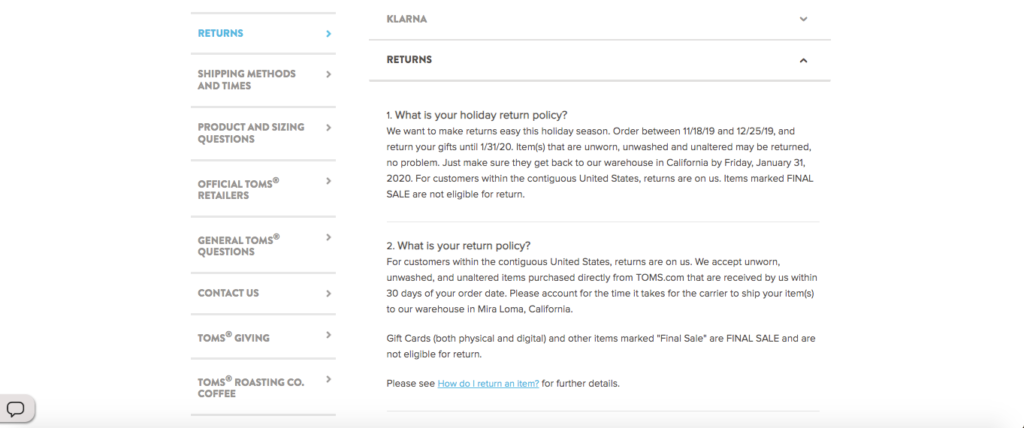 RETURNS
SHIPPING METHODS
AND TIMES
PRODUCT AND SIZING
QUESTIONS
OFFICIAL TOMS®
RETAILERS
GENERAL TOMS®
QUESTIONS
CONTACT US
TOMS® GIVING
TOMS® ROASTING CO.
COFFEE
KLARNA
RETURNS
1. What is your holiday return policy?
We want to make returns easy this holiday season. Order between 11/18/19 and 12/25/19, and
return your gifts until 1/31/20. Item(s) that are unworn, unwashed and unaltered may be returned,
no problem. Just make sure they get back to our warehouse in California by Friday, January 31,
2020. For customers within the contiguous United States, returns are on us. Items marked FINAL
SALE are not eligible for return.
2. What is your return policy?
For customers within the contiguous United States, returns are on us. We accept unworn,
unwashed, and unaltered items purchased directly from TOMS.com that are received by us within
30 days of your order date. Please account for the time it takes for the carrier to ship your item(s)
to our warehouse in Mira Loma, California.
Gift Cards (both physical and digital) and other items marked "Final Sale" are FINAL SALE and are
not eligible for return.
Please see How do I return an item? for further details.